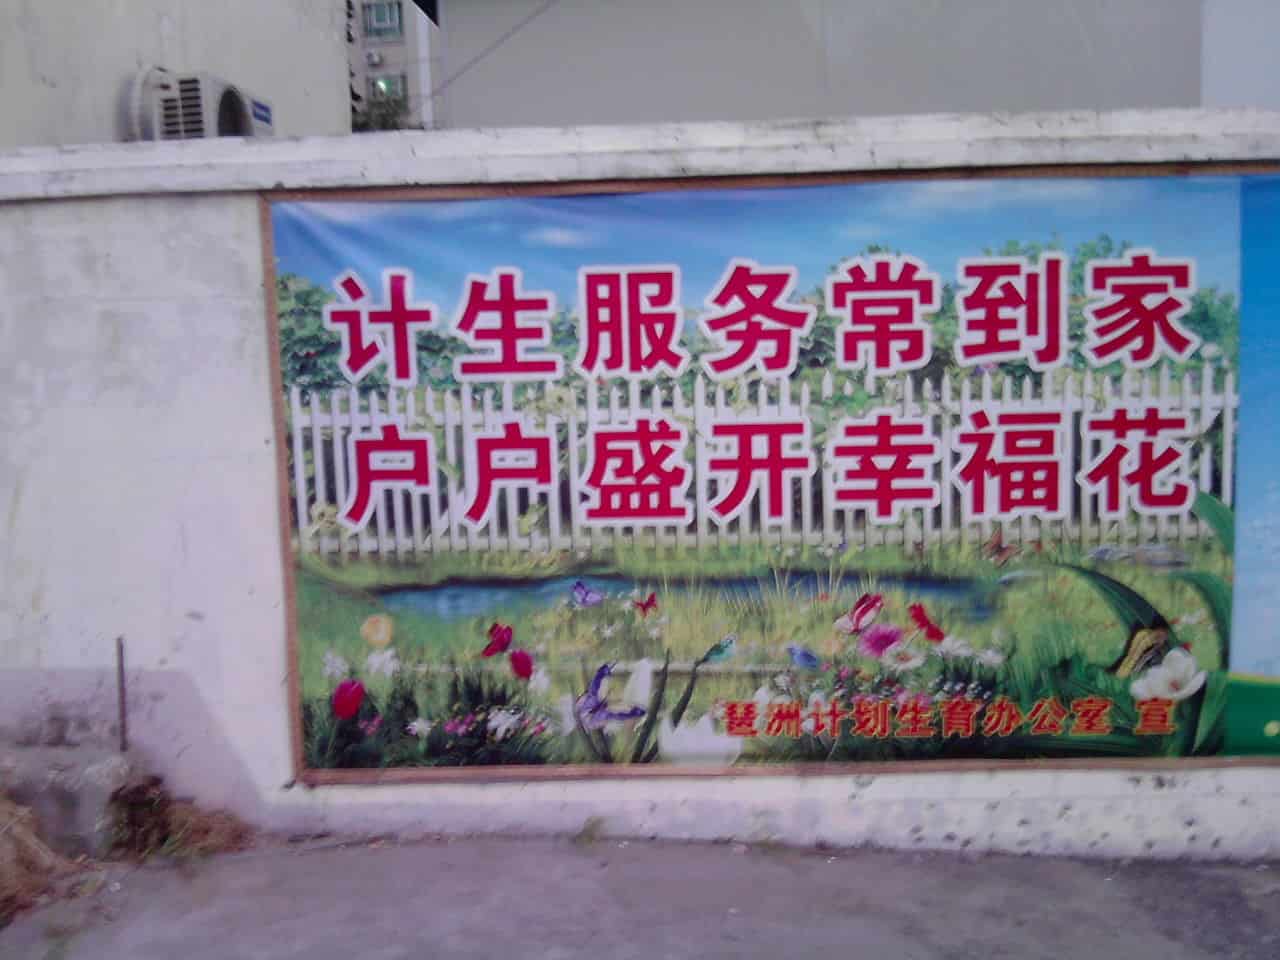 计生服务常到家
户户盛开幸福花
琶洲计划生育办公室 宣